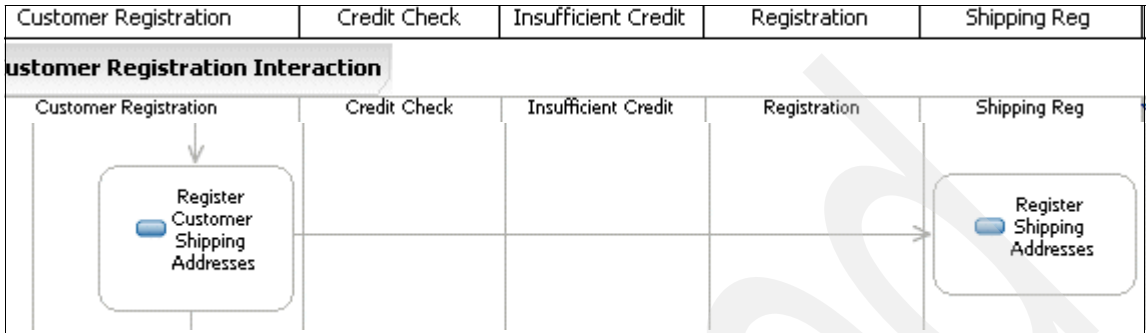 Customer Registration Credit Check Insufficient Credit Registration Shipping Reg
ustomer Registration Interaction
Customer Registration Credit Check Insufficient Credit Registration Shipping Reg
Register
Customer
Shipping
Addresses
Register
Shipping
Addresses